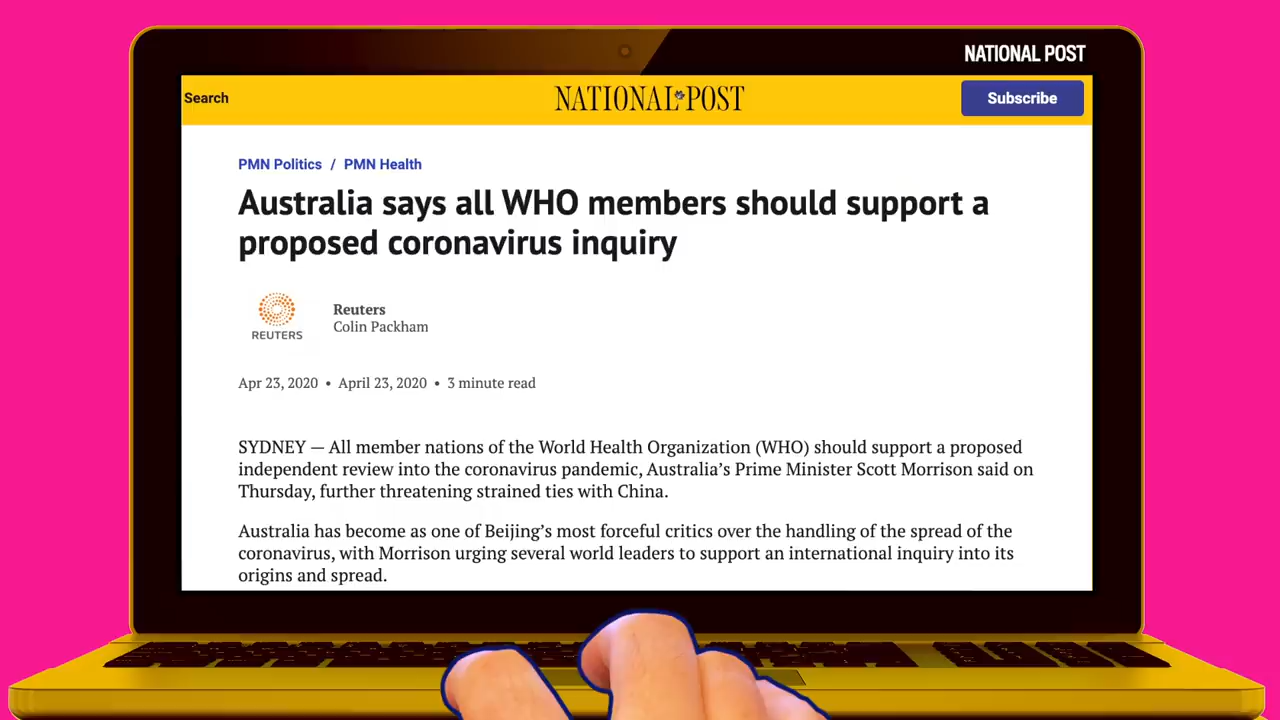 NATIONAL POST
Search
NATIONAL POST
Subscribe
PMN Politics / PMN Health
Australia says all WHO members should support a
proposed coronavirus inquiry
REUTERS
Reuters
Colin Packham
Apr 23, 2020 • April 23, 2020 • 3 minute read
SYDNEY — All member nations of the World Health Organization (WHO) should support a proposed
independent review into the coronavirus pandemic, Australia’s Prime Minister Scott Morrison said on
Thursday, further threatening strained ties with China.
Australia has become as one of Beijing’s most forceful critics over the handling of the spread of the
coronavirus, with Morrison urging several world leaders to support an international inquiry into its
origins and spread.